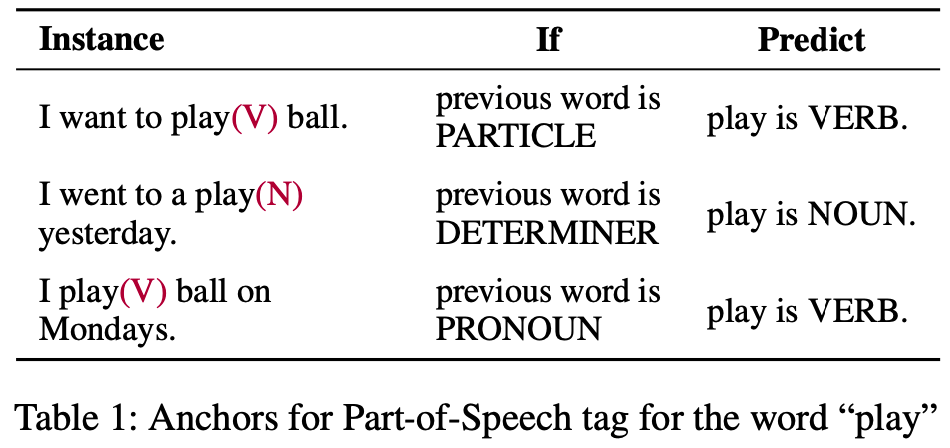 Instance If Predict
I want to play(V) ball. previous word is PARTICLE play is VERB.
I went to a play(N) yesterday. previous word is DETERMINER play is NOUN.
I play(V) ball on Mondays. previous word is PRONOUN play is VERB.
Table 1: Anchors for Part-of-Speech tag for the word “play”